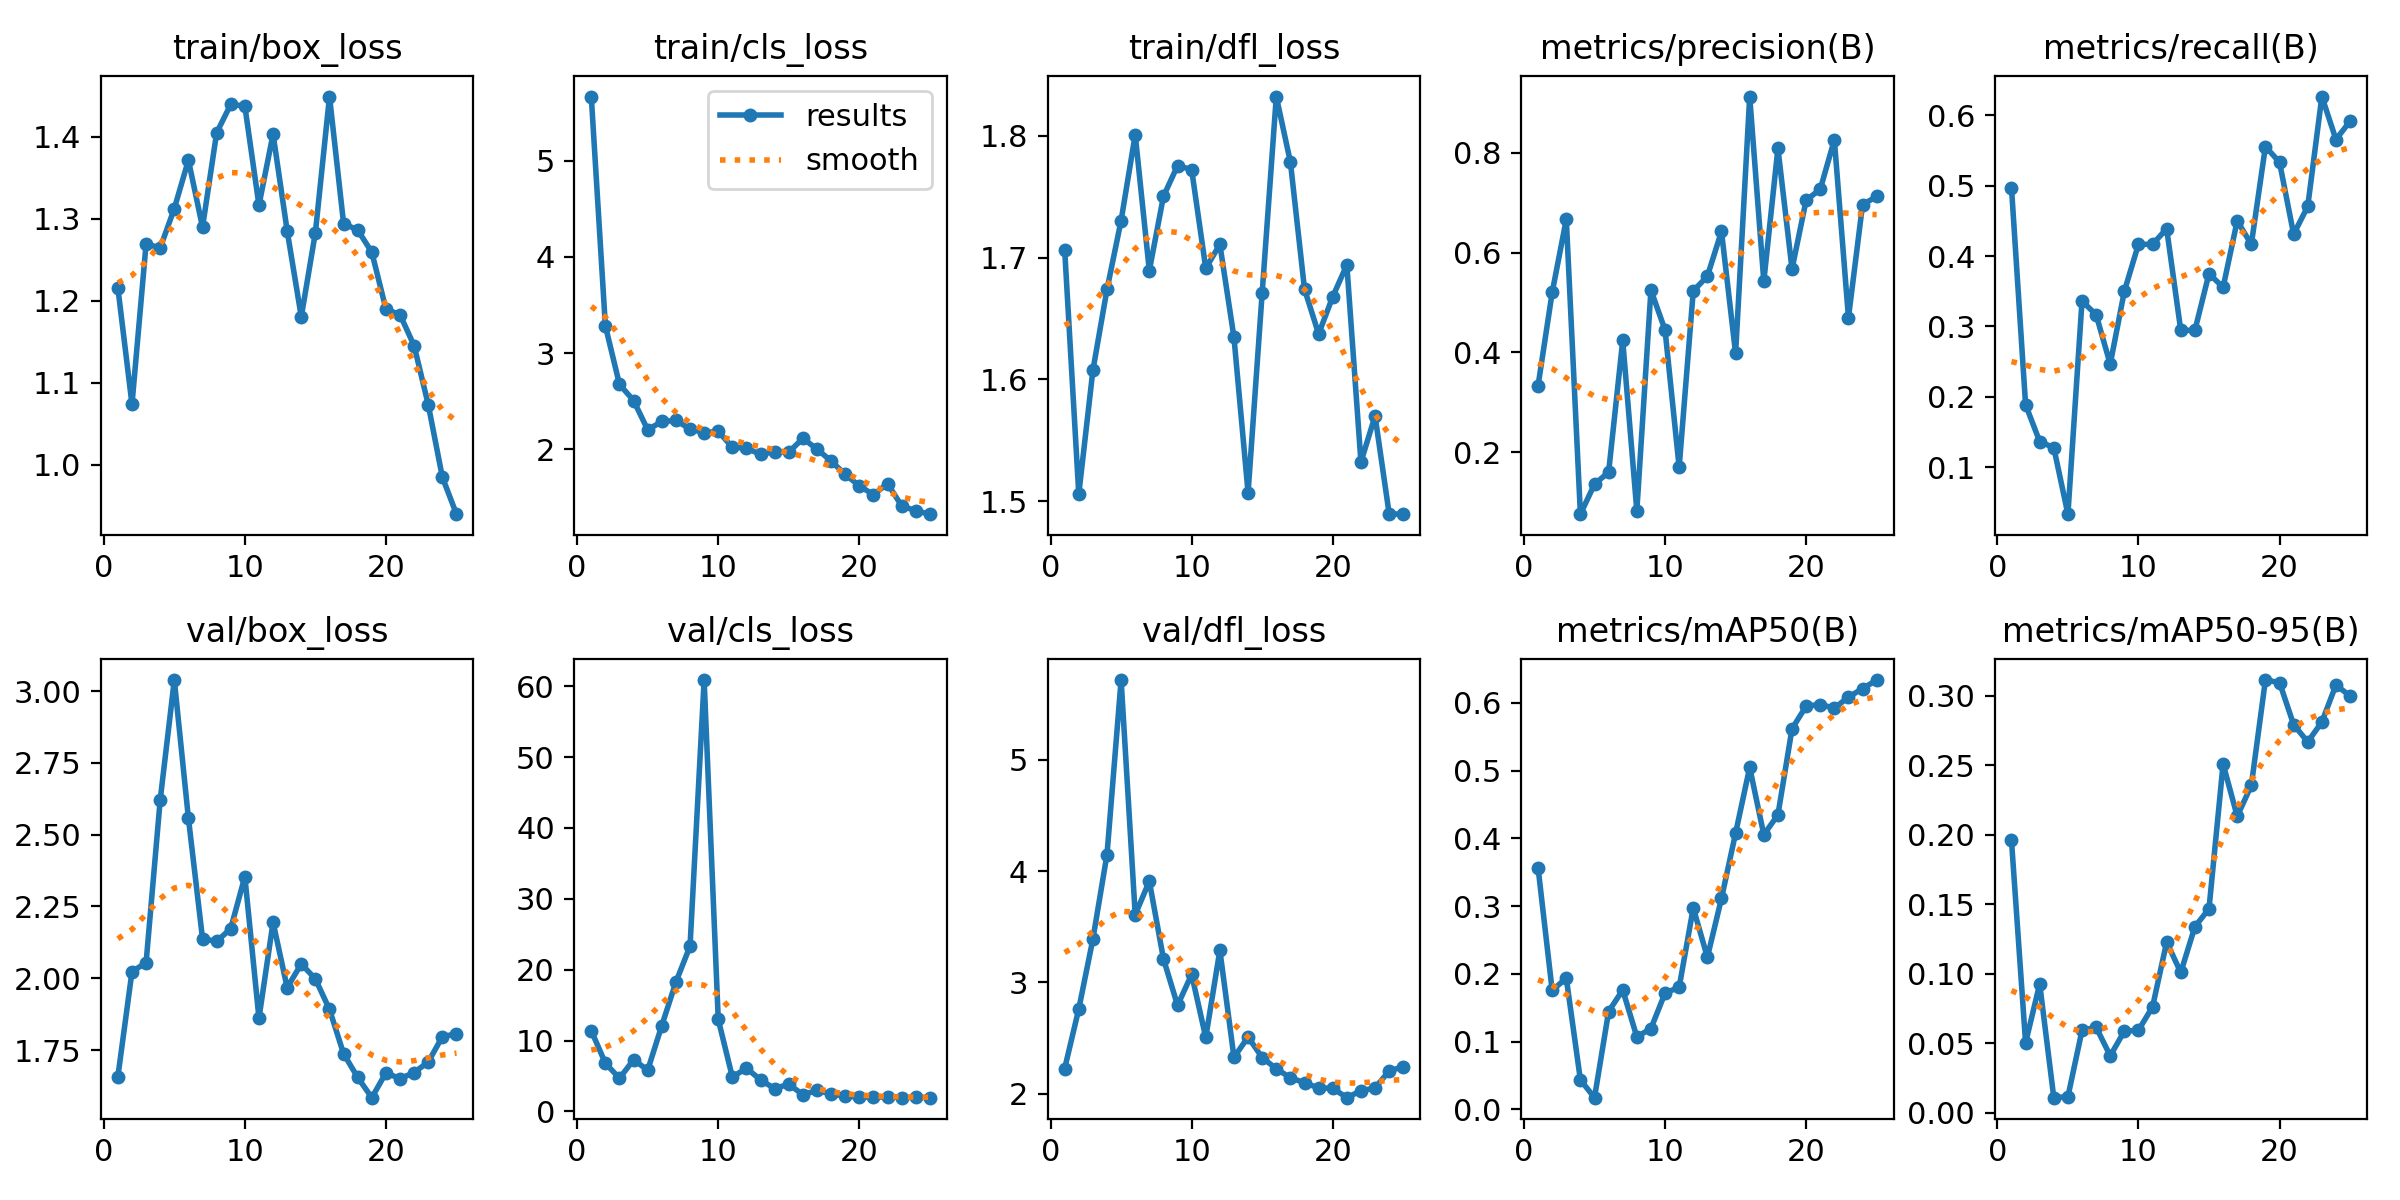 train/box_loss
1.4
1.3
1.2
1.1
1.0
0 10 20
train/cls_loss
results
smooth
5
4
3
2
0 10 20
train/dfl_loss
1.8
1.7
1.6
1.5
0 10 20
metrics/precision(B)
0.8
0.6
0.4
0.2
0 10 20
metrics/recall(B)
0.6
0.5
0.4
0.3
0.2
0.1
0 10 20
val/box_loss
3.00
2.75
2.50
2.25
2.00
1.75
0 10 20
val/cls_loss
60
50
40
30
20
10
0
0 10 20
val/dfl_loss
5
4
3
2
0 10 20
metrics/mAP50(B)
0.6
0.5
0.4
0.3
0.2
0.1
0.0
0 10 20
metrics/mAP50-95(B)
0.30
0.25
0.20
0.15
0.10
0.05
0.00
0 10 20